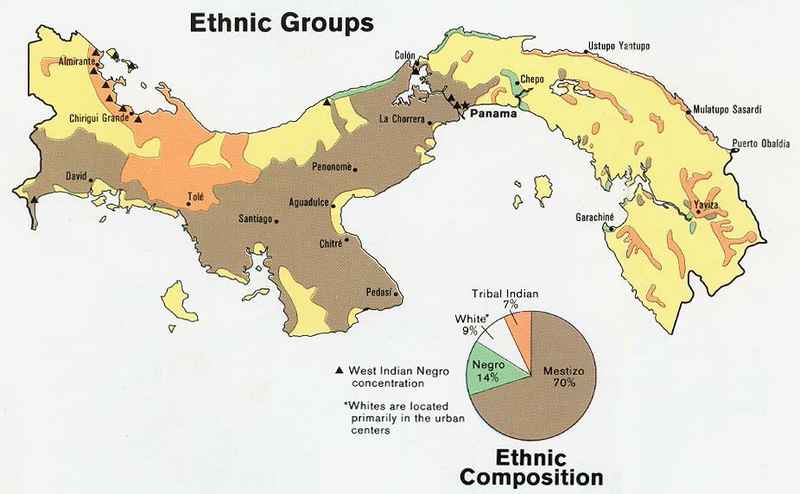 Ethnic Groups
Almirante
Colón
Ustupo Yantupo
Chepo
Chirigui Grande
La Chorrera
Panama
Mulatupo Sasardi
Puerto Obaldia
David
Penonomé
Tolé
Aguadulce
Yaviza
Santiago
Garachiné
Chitré
Pedasí
Tribal Indian
7%
White*
9%
Negro
14%
Mestizo
70%
▲ West Indian Negro
concentration
*Whites are located
primarily in the urban
centers
Ethnic
Composition